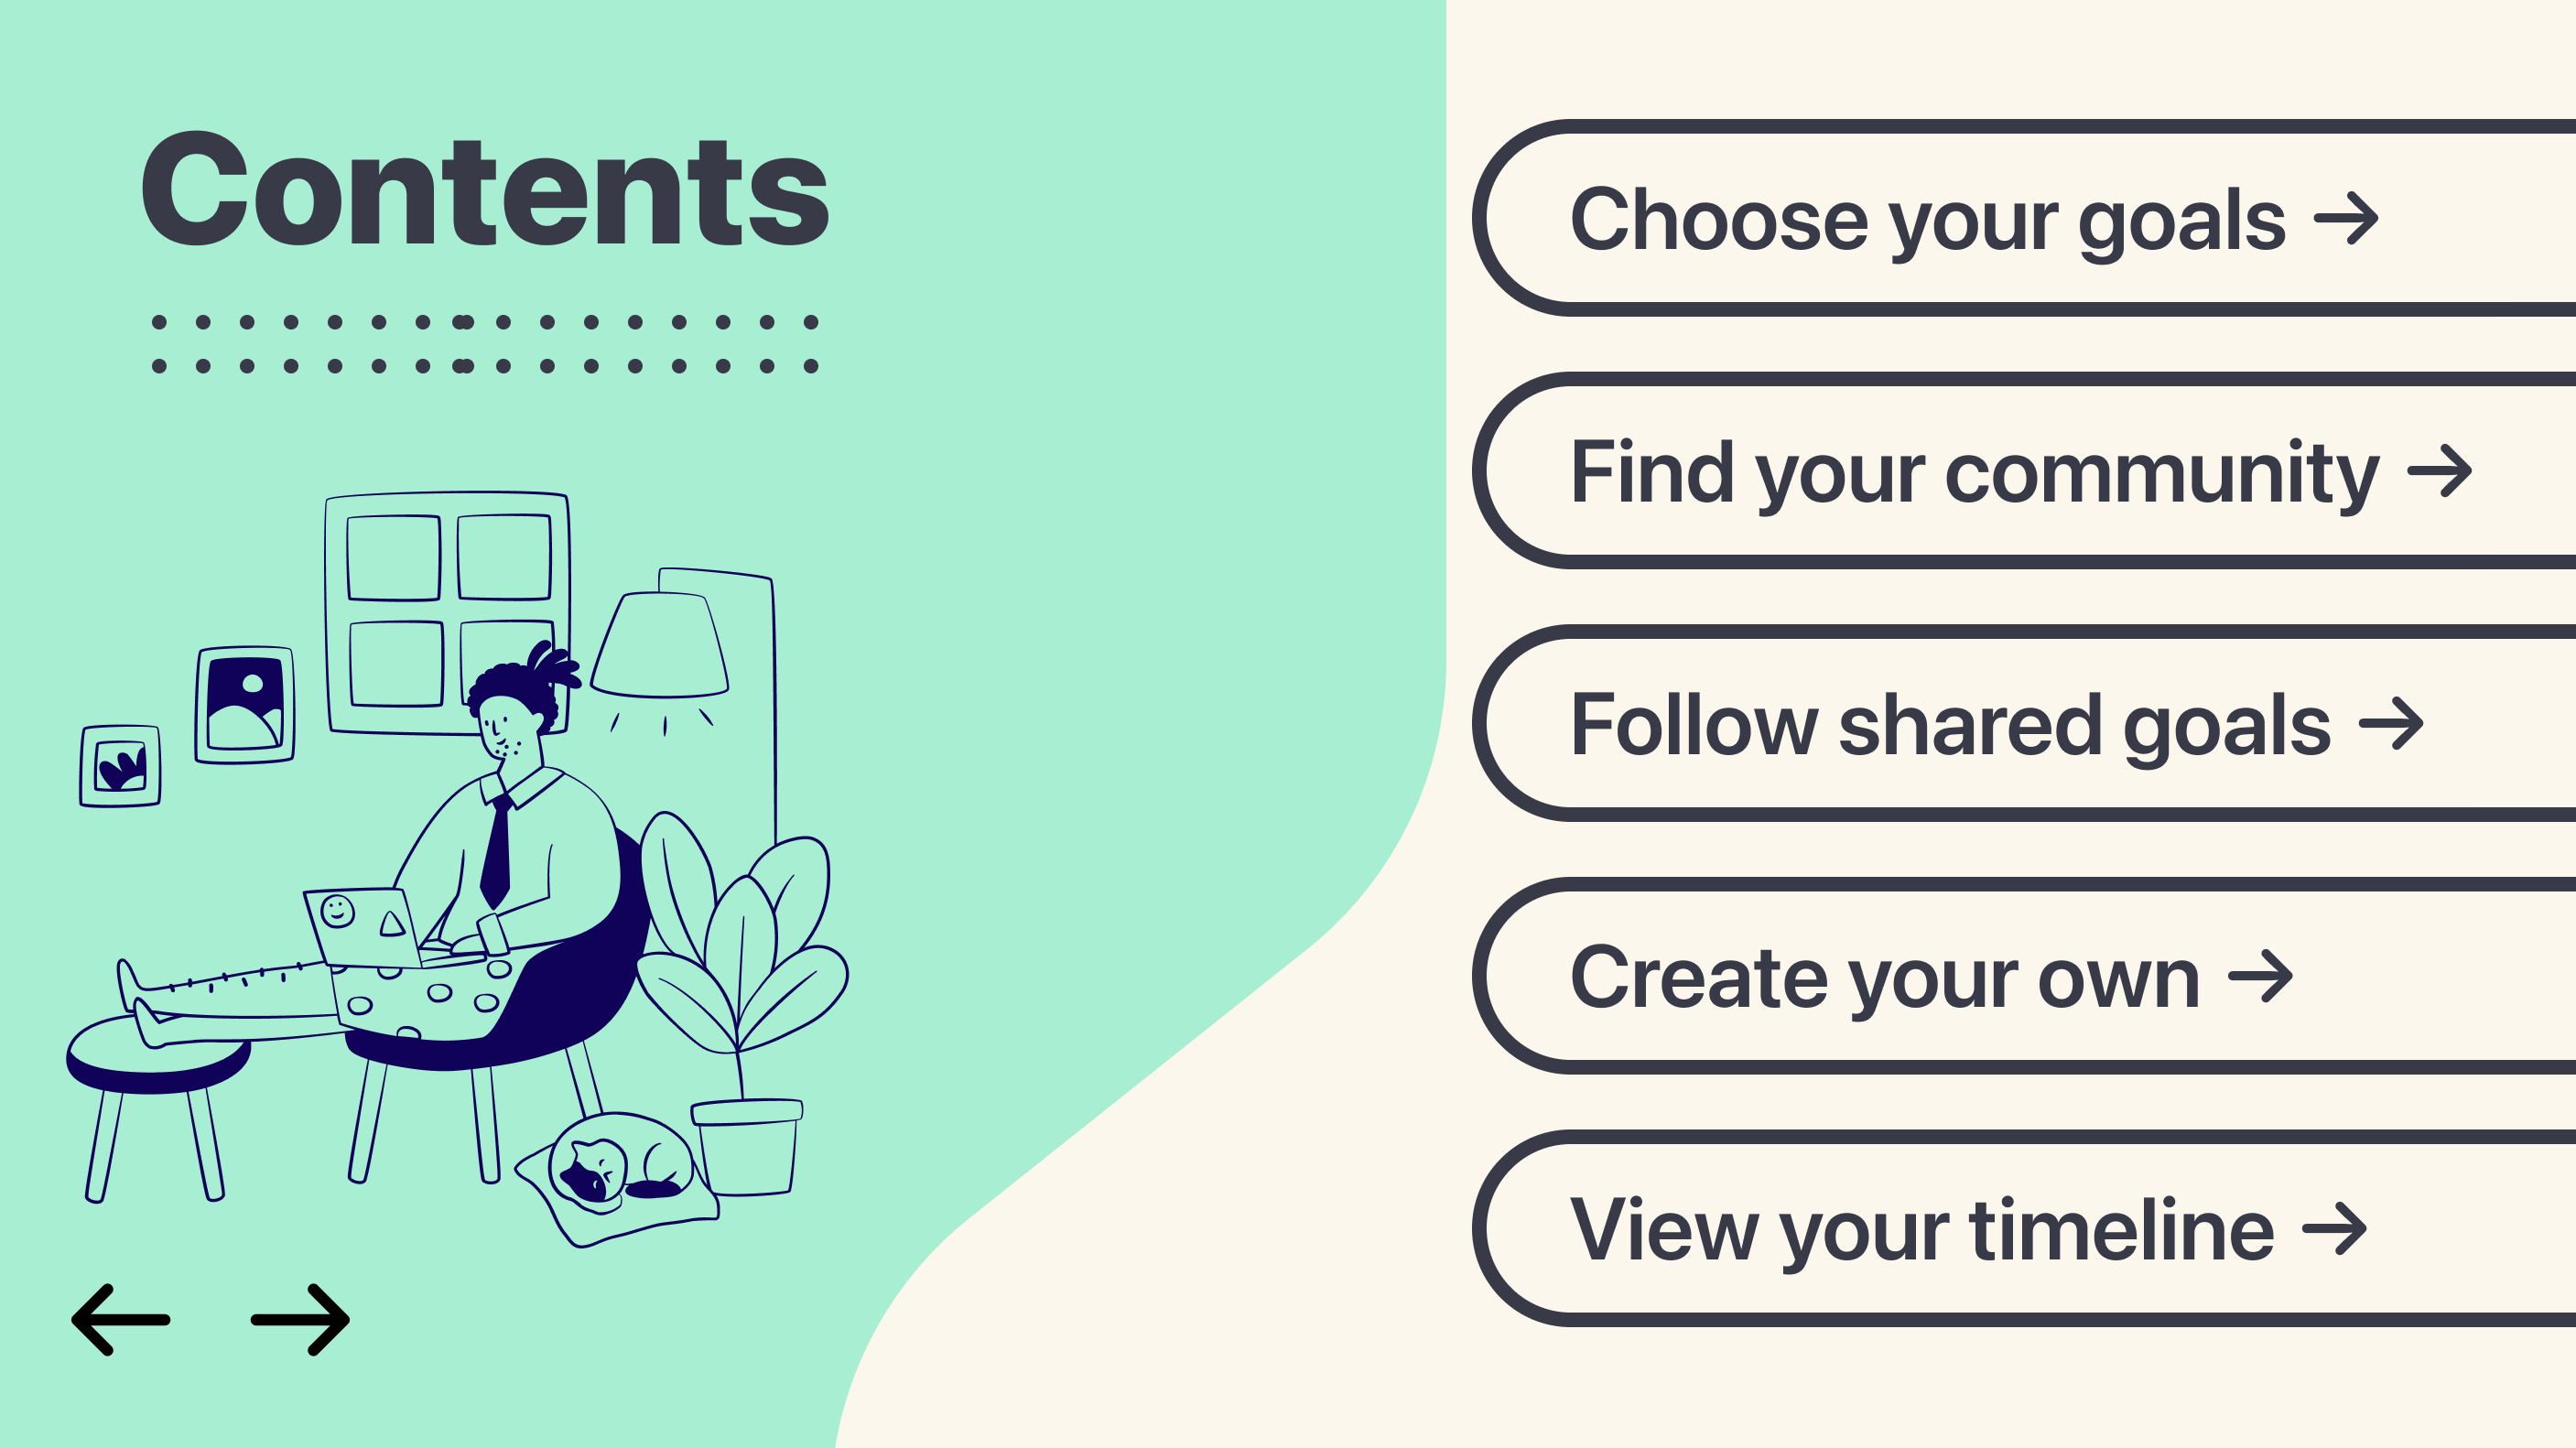 Contents
Choose your goals →
Find your community →
Follow shared goals →
Create your own →
View your timeline →